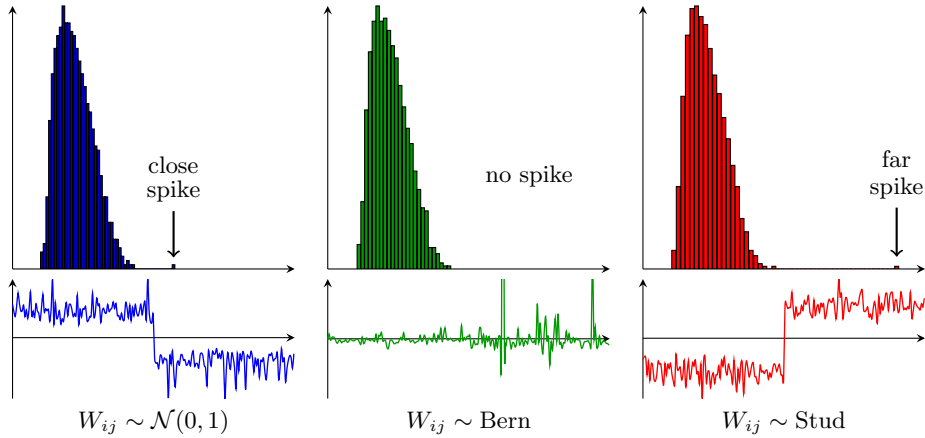 close
spike
no spike
far
spike
W_{ij} ∼ 𝒩(0, 1)
W_{ij} ∼ Bern
W_{ij} ∼ Stud